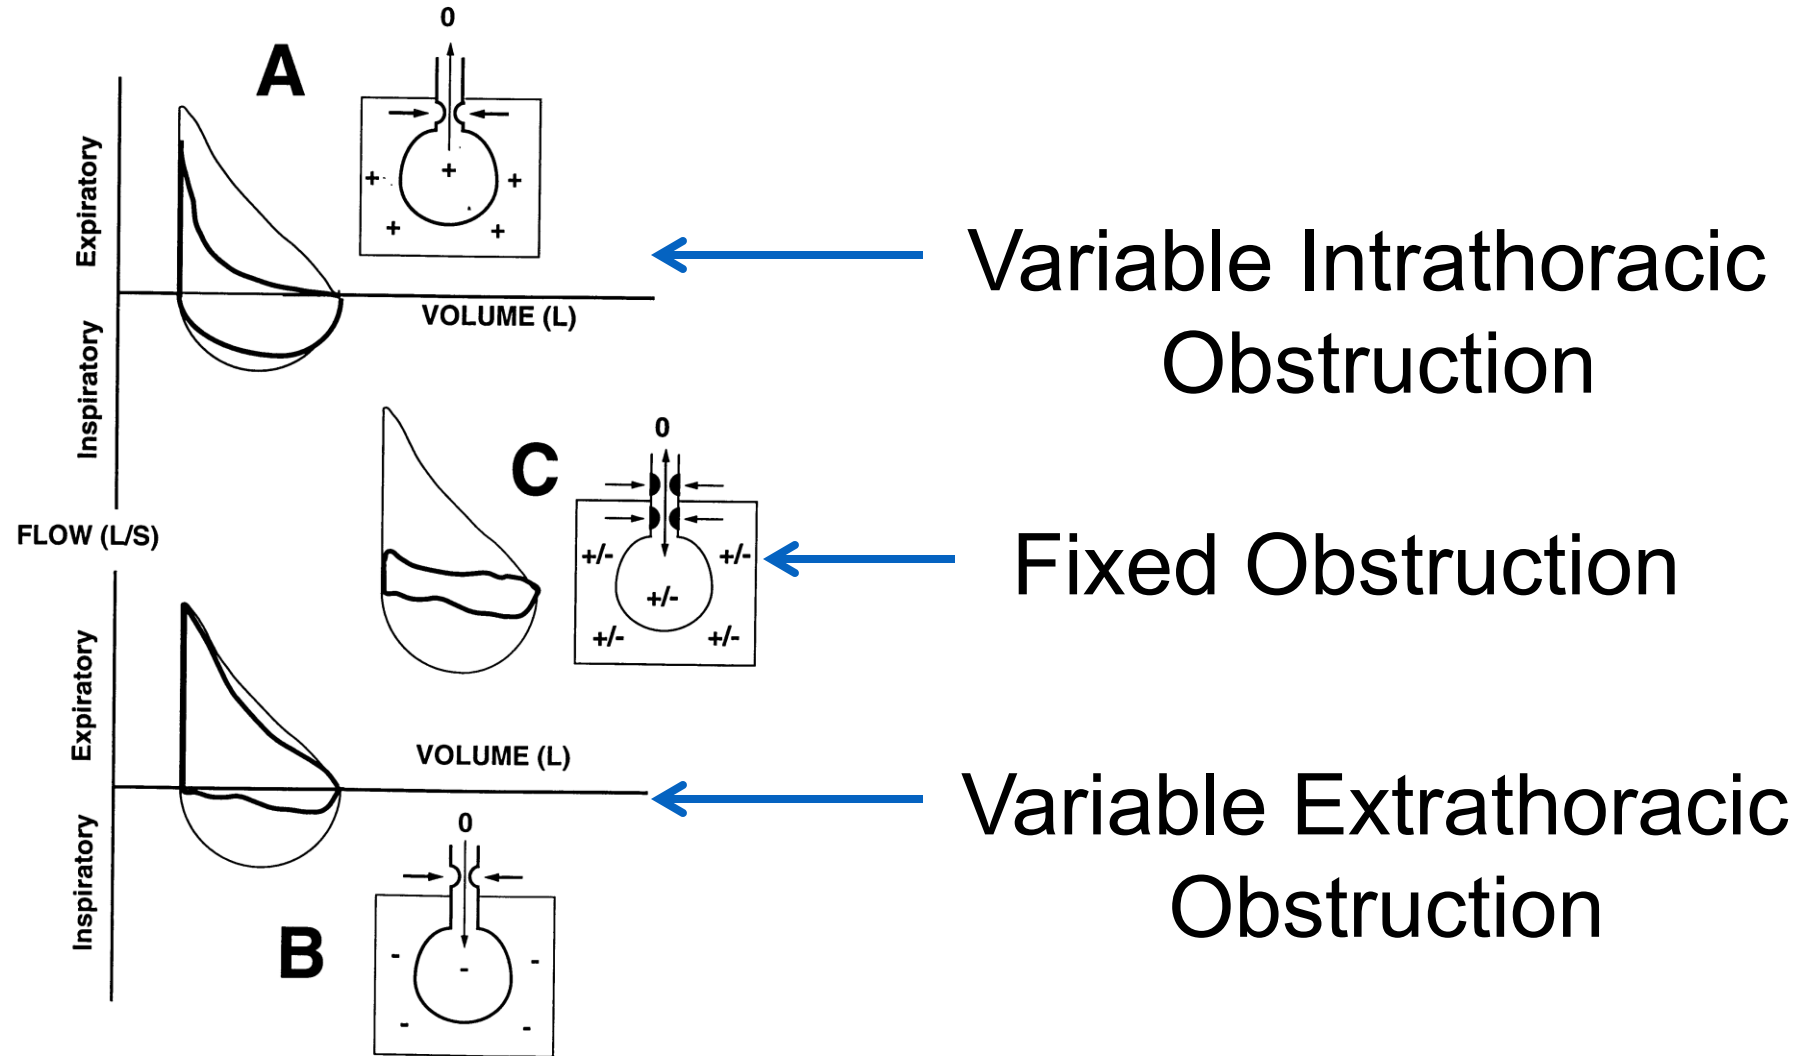 0
A
Expiratory
+
+
+
+
+
Variable Intrathoracic
Obstruction
VOLUME (L)
Inspiratory
0
C
FLOW (L/S)
+/-
+/-
+/-
+/-
+/-
Fixed Obstruction
Expiratory
VOLUME (L)
Variable Extrathoracic
Obstruction
0
Inspiratory
B
-
-
-
-
-